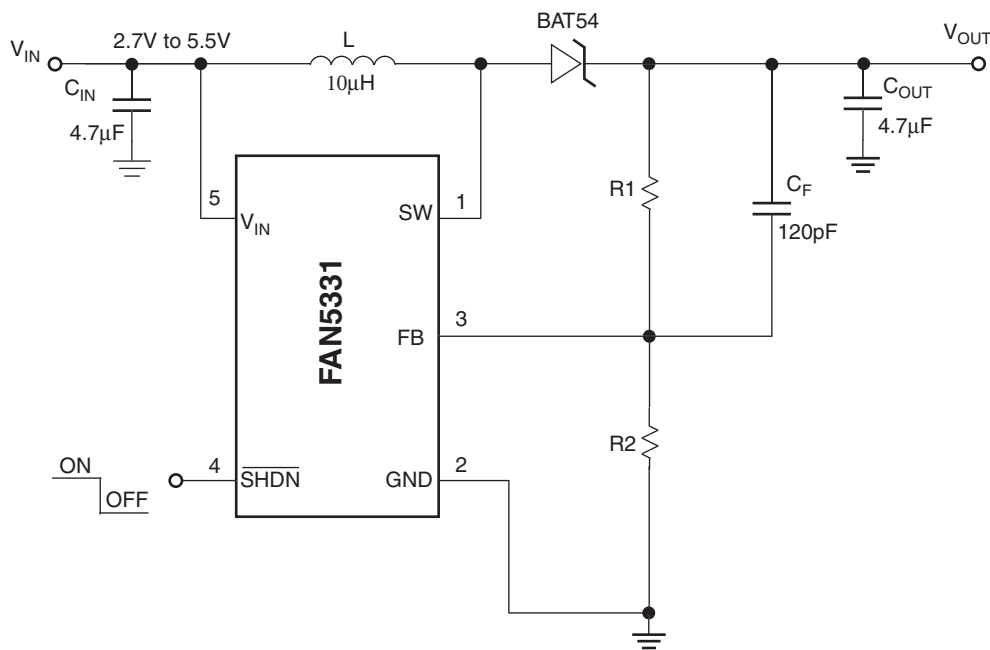 BAT54
V_IN
2.7V to 5.5V
L
V_OUT
C_IN
10μH
C_OUT
4.7μF
4.7μF
R1
C_F
5
SW
1
V_IN
120pF
FAN5331
FB
3
R2
ON
4
SHDN
GND
2
OFF